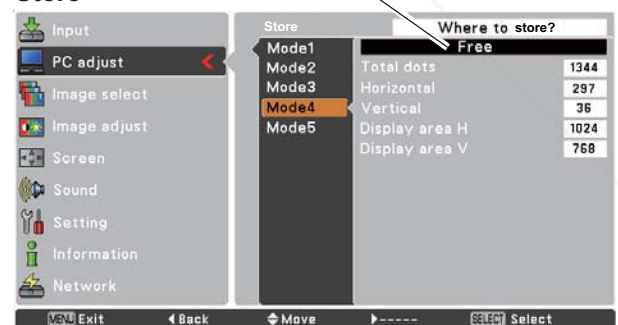 Store
Input
PC adjust
Image select
Image adjust
Screen
Sound
Setting
Information
Network
Store
Mode1
Mode2
Mode3
Mode4
Mode5
Where to store?
Free
Total dots 1344
Horizontal 297
Vertical 36
Display area H 1024
Display area V 768
MENU Exit Back Move ----- SELECT Select